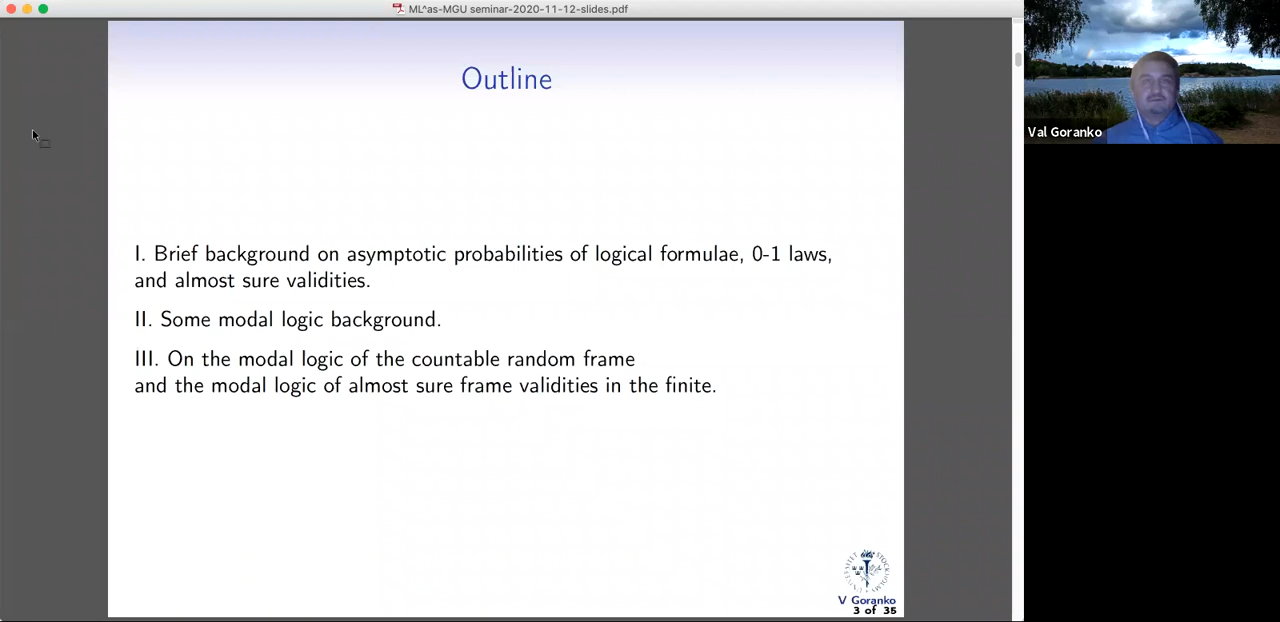 ML^as-MGU seminar-2020-11-12-slides.pdf
Outline
Val Goranko
I. Brief background on asymptotic probabilities of logical formulae, 0-1 laws,
and almost sure validities.
II. Some modal logic background.
III. On the modal logic of the countable random frame
and the modal logic of almost sure frame validities in the finite.
V Goranko
3 of 35